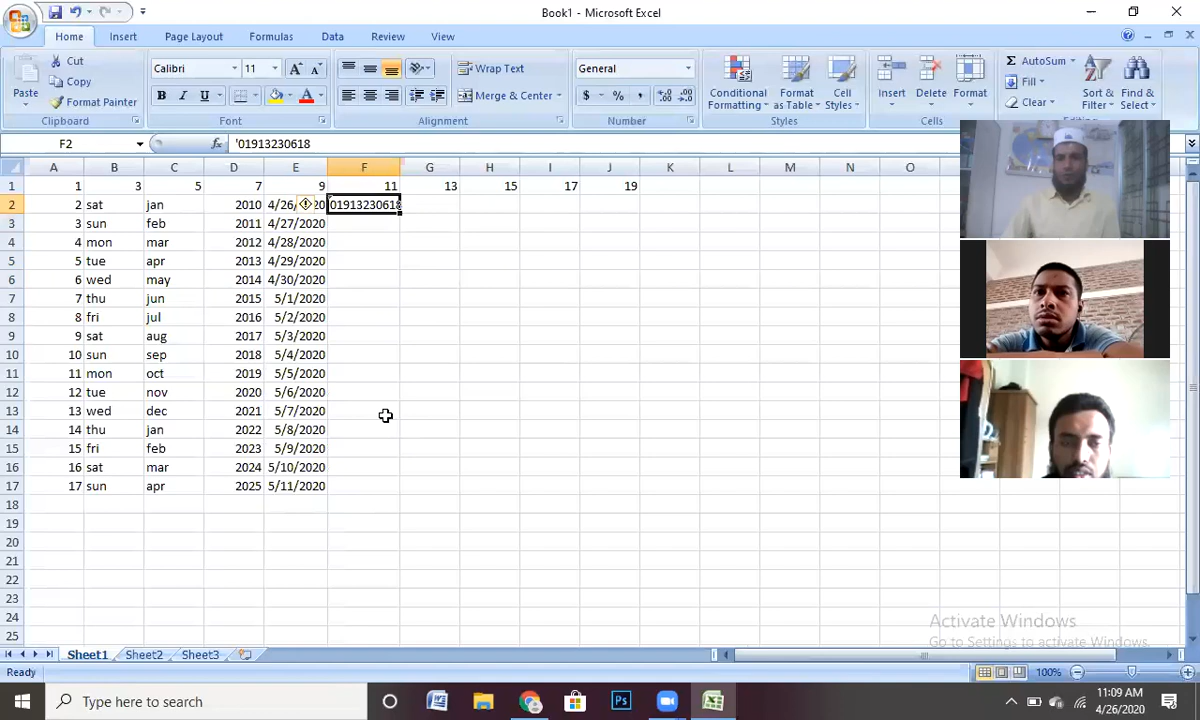 Book1 - Microsoft Excel
Home Insert Page Layout Formulas Data Review View
Paste Cut Copy Format Painter
Calibri 11 A A
B I U A
Wrap Text
Merge & Center
General
$ % ,
Conditional Formatting Format as Table Cell Styles
Insert Delete Format
Σ AutoSum Fill Clear
Sort & Filter Find & Select
Clipboard Font Alignment Number Styles Cells
F2 fx '01913230618
A B C D E F G H I J K L M N O
1 1 3 5 7 9 11 13 15 17 19
2 2 sat jan 2010 4/26/ 20 01913230618
3 3 sun feb 2011 4/27/2020
4 4 mon mar 2012 4/28/2020
5 5 tue apr 2013 4/29/2020
6 6 wed may 2014 4/30/2020
7 7 thu jun 2015 5/1/2020
8 8 fri jul 2016 5/2/2020
9 9 sat aug 2017 5/3/2020
10 10 sun sep 2018 5/4/2020
11 11 mon oct 2019 5/5/2020
12 12 tue nov 2020 5/6/2020
13 13 wed dec 2021 5/7/2020
14 14 thu jan 2022 5/8/2020
15 15 fri feb 2023 5/9/2020
16 16 sat mar 2024 5/10/2020
17 17 sun apr 2025 5/11/2020
18
19
20
21
22
23
24
25
Activate Windows
Go to Settings to activate Windows.
Sheet1 Sheet2 Sheet3
Ready 100%
Type here to search
11:09 AM
4/26/2020